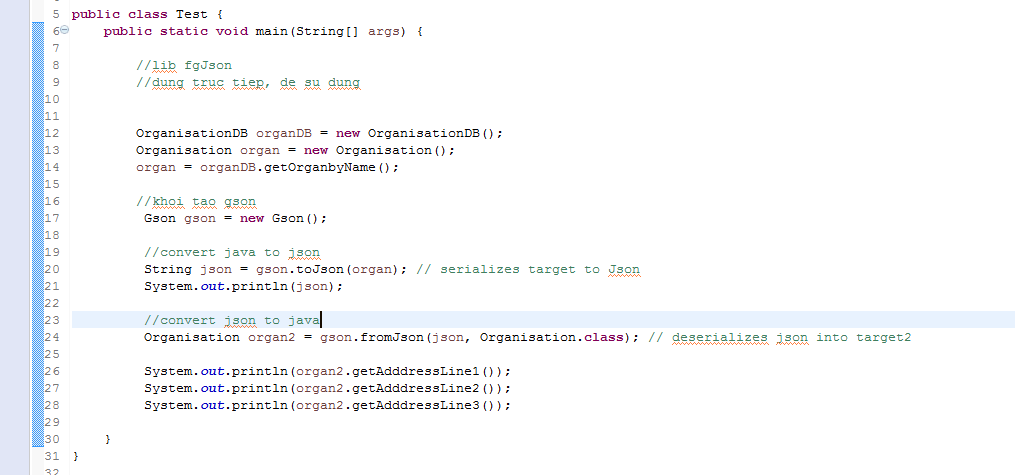 5 public class Test {
6 public static void main(String[] args) {
7
8 //lib fgJson
9 //dung truc tiep, de su dung
10
11
12 OrganisationDB organDB = new OrganisationDB();
13 Organisation organ = new Organisation();
14 organ = organDB.getOrganbyName();
15
16 //khoi tao gson
17 Gson gson = new Gson();
18
19 //convert java to json
20 String json = gson.toJson(organ); // serializes target to Json
21 System.out.println(json);
22
23 //convert json to java
24 Organisation organ2 = gson.fromJson(json, Organisation.class); // deserializes json into target2
25
26 System.out.println(organ2.getAdddressLine1());
27 System.out.println(organ2.getAdddressLine2());
28 System.out.println(organ2.getAdddressLine3());
29
30 }
31 }
32